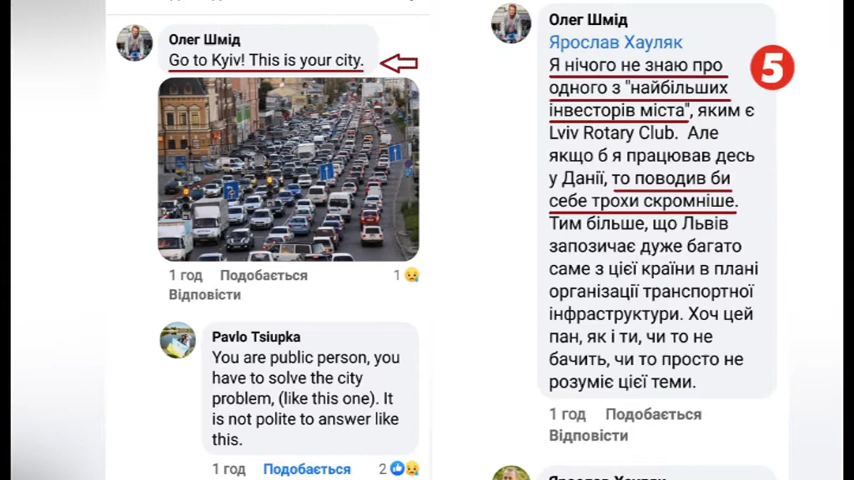 Олег Шмід
Go to Kyiv! This is your city.
1 год Подобається
1
Відповісти
Pavlo Tsiupka
You are public person, you
have to solve the city
problem, (like this one). It
is not polite to answer like
this.
1 год Подобається
2
Олег Шмід
Ярослав Хауляк
Я нічого не знаю про
одного з "найбільших
інвесторів міста", яким є
Lviv Rotary Club. Але
якщо б я працював десь
у Данії, то поводив би
себе трохи скромніше.
Тим більше, що Львів
запозичає дуже багато
саме з цієї країни в плані
організації транспортної
інфраструктури. Хоч цей
пан, як і ти, чи то не
бачить, чи то просто не
розуміє цієї теми.
1 год Подобається
Відповісти
Ярослав Хауляк
5